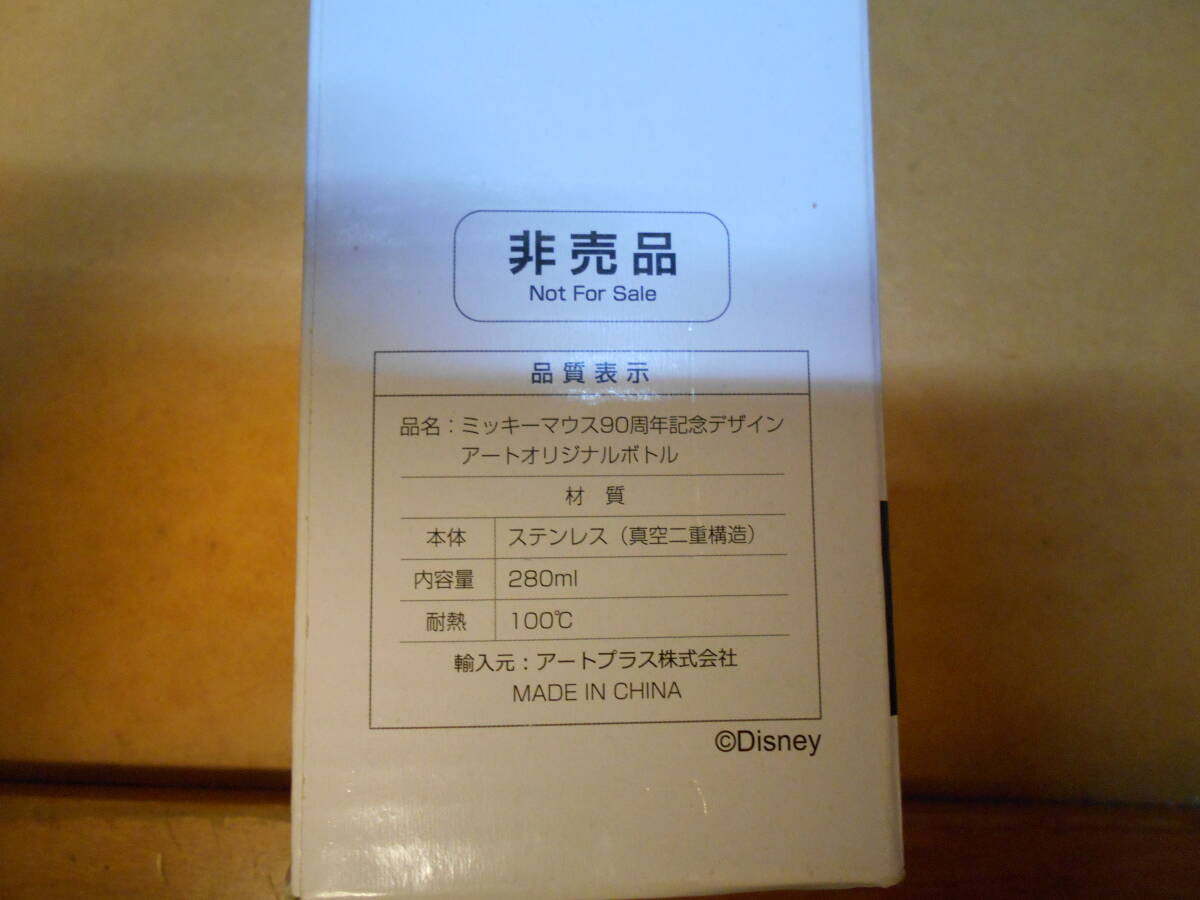 非売品
Not For Sale
品質表示
品名：ミッキーマウス90周年記念デザイン
アートオリジナルボトル
材 質
本体 ステンレス（真空二重構造）
内容量 280ml
耐熱 100℃
輸入元：アートプラス株式会社
MADE IN CHINA
©Disney